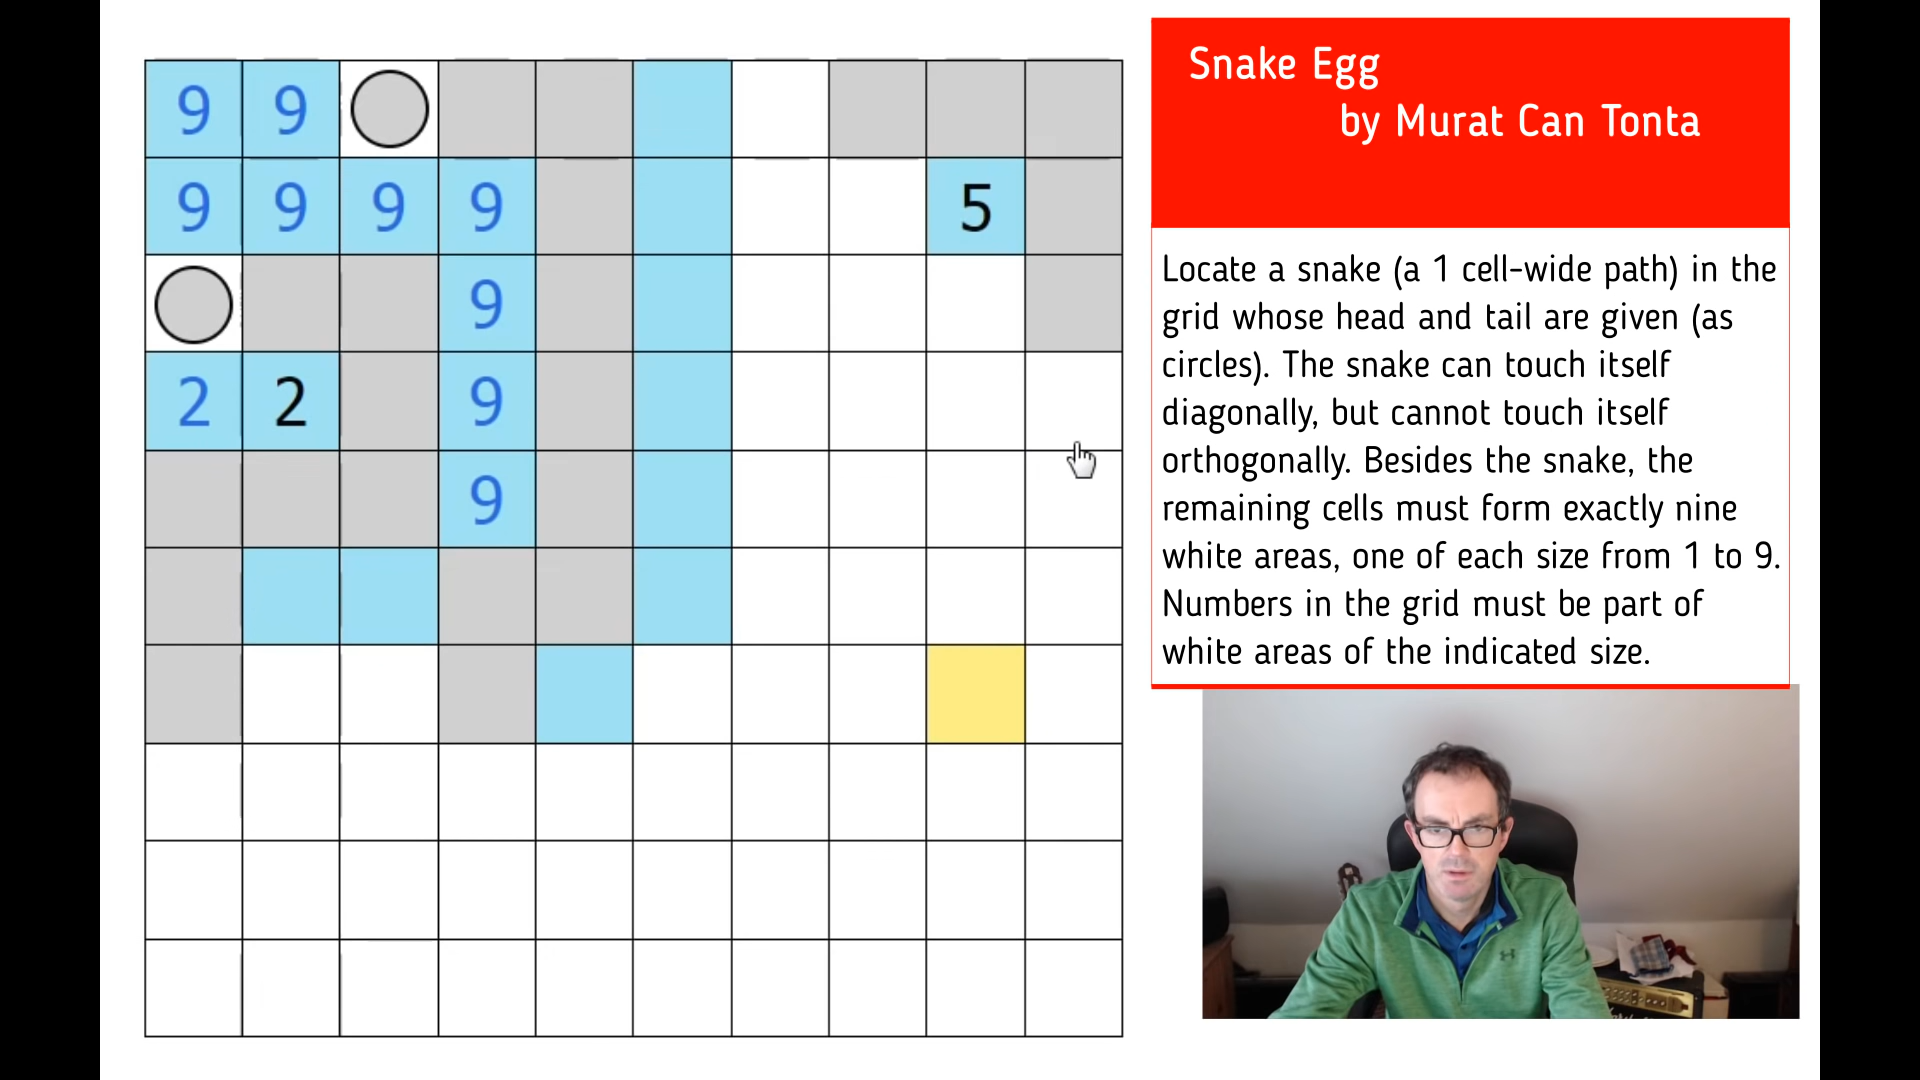 Snake Egg
by Murat Can Tonta
9 9
9 9 9 9 5
9
2 2 9
9
Locate a snake (a 1 cell-wide path) in the
grid whose head and tail are given (as
circles). The snake can touch itself
diagonally, but cannot touch itself
orthogonally. Besides the snake, the
remaining cells must form exactly nine
white areas, one of each size from 1 to 9.
Numbers in the grid must be part of
white areas of the indicated size.